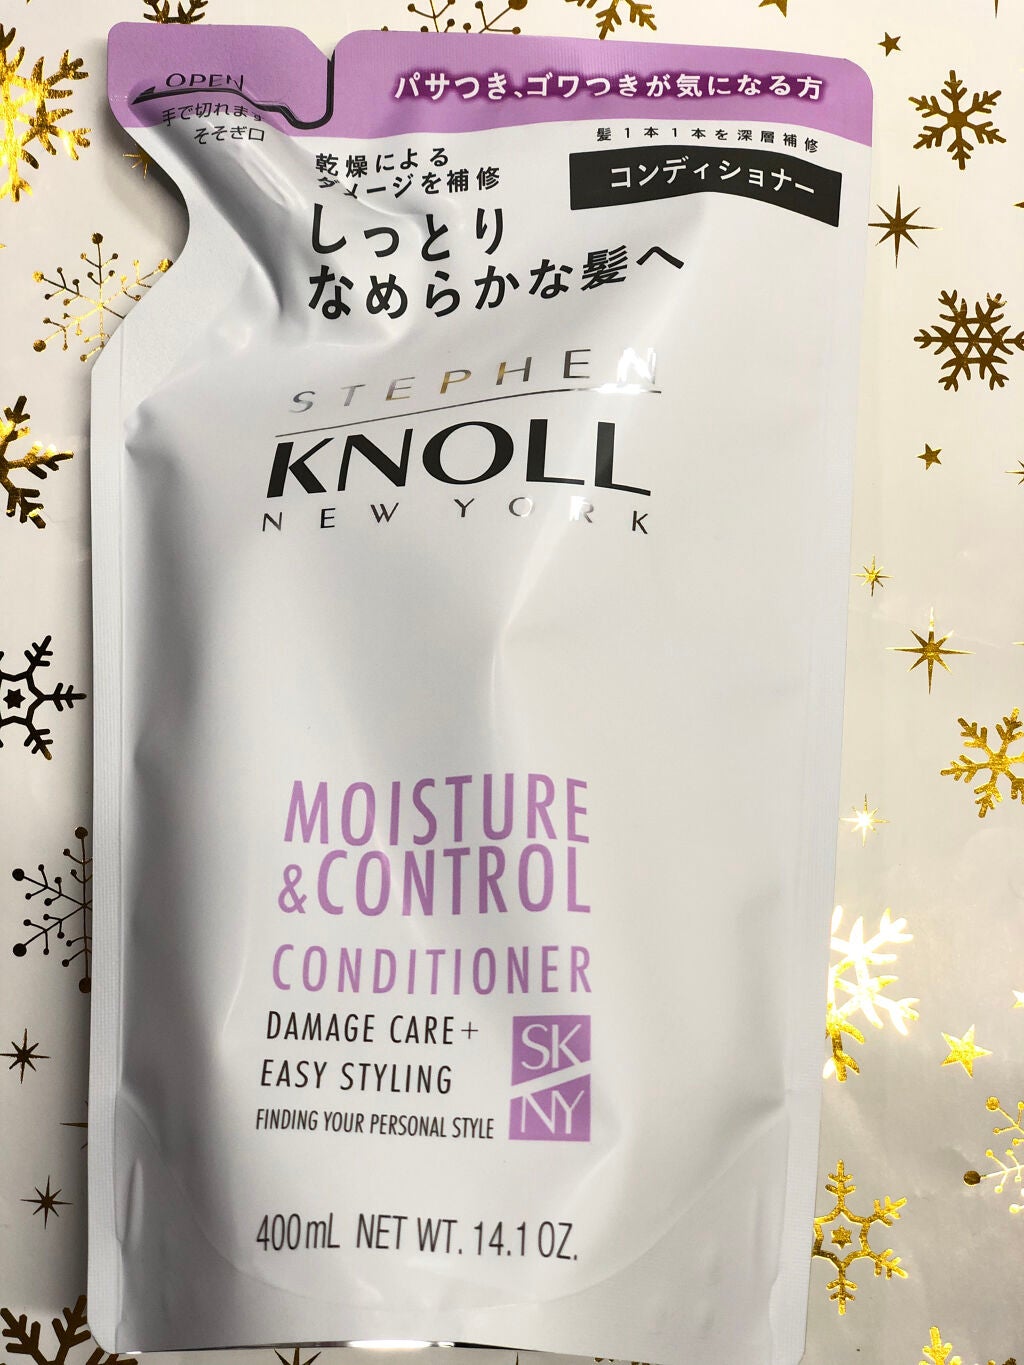 OPEN
手で切れます
そそぎ口
パサつき、ゴワつきが気になる方
髪1本1本を深層補修
コンディショナー
乾燥による
ダメージを補修
しっとり
なめらかな髪へ
STEPHEN
KNOLL
NEW YORK
MOISTURE
&CONTROL
CONDITIONER
DAMAGE CARE+
EASY STYLING
FINDING YOUR PERSONAL STYLE
SK
NY
400mL NET WT. 14.1 OZ.